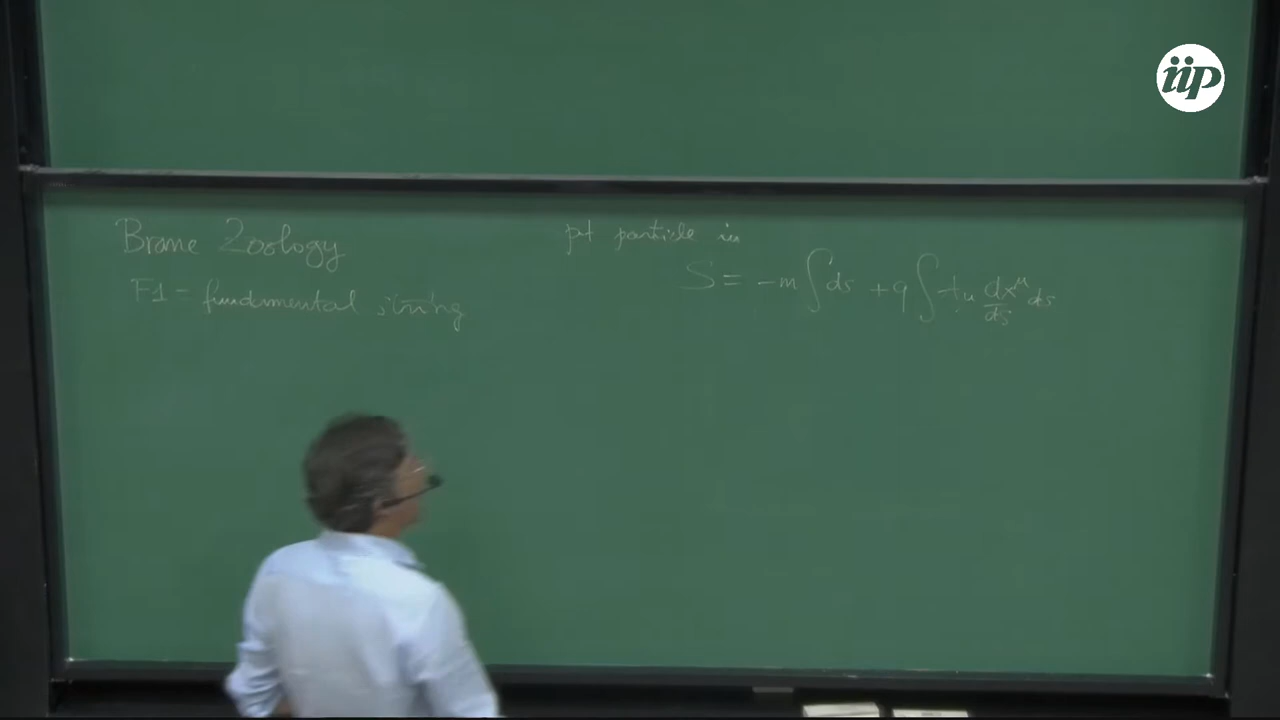 iip
Brane Zoology
F1 = fundamental string
pt particle in
S = -m ∫ ds + q ∫ A_μ dx^μ/ds ds